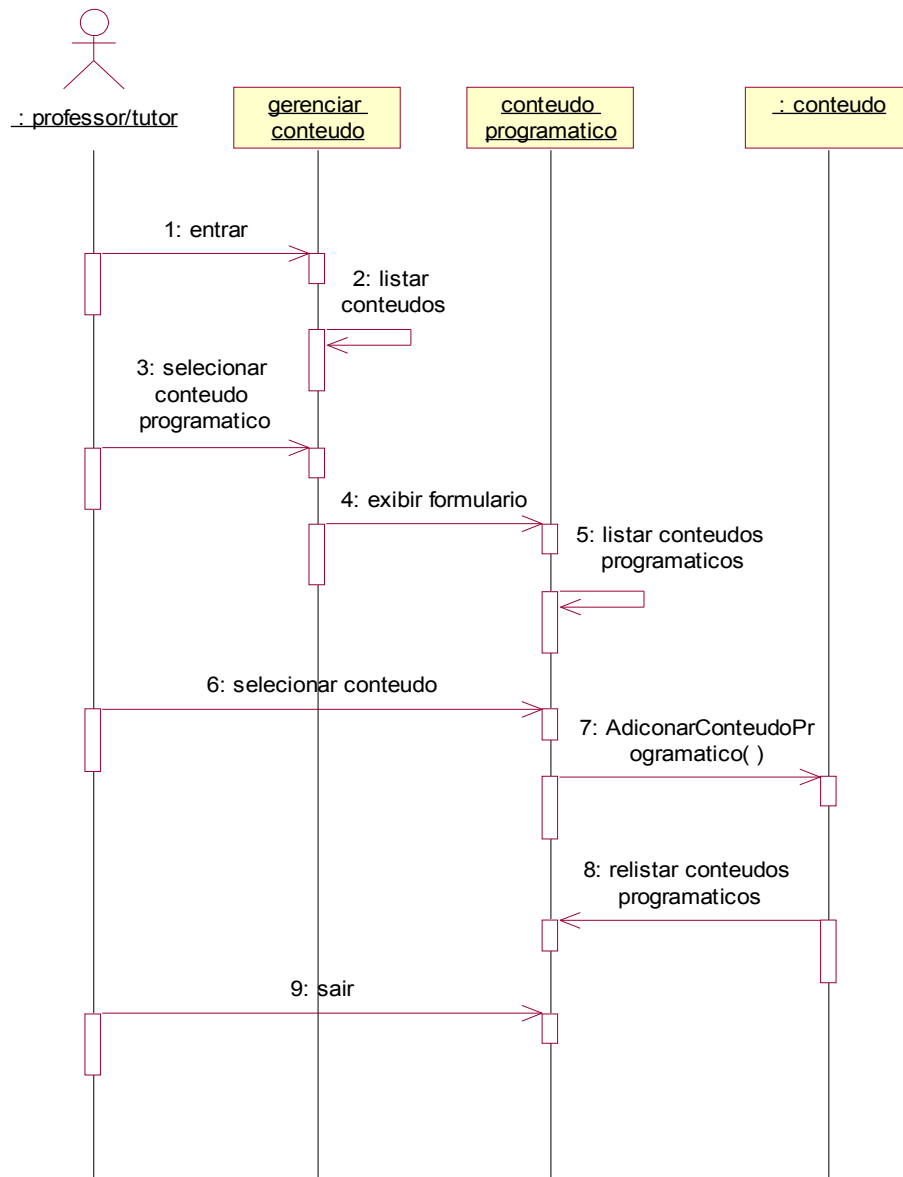 : professor/tutor
gerenciar
conteudo
conteudo
programatico
: conteudo
1: entrar
2: listar
conteudos
3: selecionar
conteudo
programatico
4: exibir formulario
5: listar conteudos
programaticos
6: selecionar conteudo
7: AdiconarConteudoPr
ogramatico( )
8: relistar conteudos
programaticos
9: sair